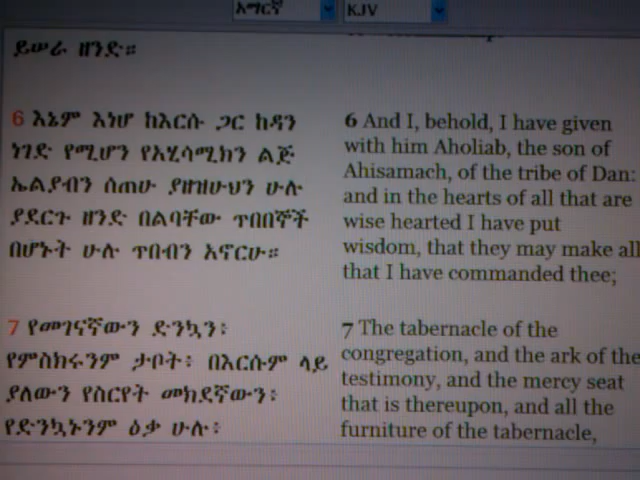 አማርኛ
KJV
ይሠራ ዘንድ።
6 እኔም እነሆ ከእርሱ ጋር ከዳን
ነገድ የሚሆን የአሂሳሚክን ልጅ
ኤልያብን ሰጠሁ ያዘዝሁህን ሁሉ
ያደርጉ ዘንድ በልባቸው ጥበበኞች
በሆኑት ሁሉ ጥበብን አኖርሁ።
7 የመገናኛውን ድንኳን፥
የምስክሩንም ታቦት፥ በእርሱም ላይ
ያለውን የስርየት መክደኛውን፥
የድንኳኑንም ዕቃ ሁሉ፥
6 And I, behold, I have given
with him Aholiab, the son of
Ahisamach, of the tribe of Dan:
and in the hearts of all that are
wise hearted I have put
wisdom, that they may make all
that I have commanded thee;
7 The tabernacle of the
congregation, and the ark of the
testimony, and the mercy seat
that is thereupon, and all the
furniture of the tabernacle,